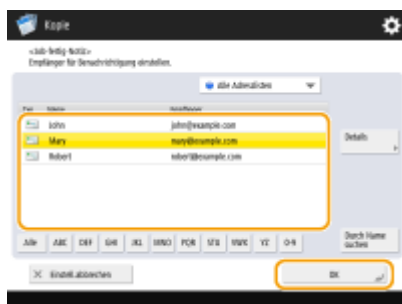 Kopie
<Job-fertig-Notiz>
Empfänger für Benachrichtigung einstellen.
Alle Adresslisten
Typ Name Empfänger
John john@example.com
Mary mary@example.com
Robert robert@example.com
Details
Alle ABC DEF GHI JKL MNO PQR STU VWX YZ 0-9
Durch Name
suchen
Einstell.abbrechen
OK